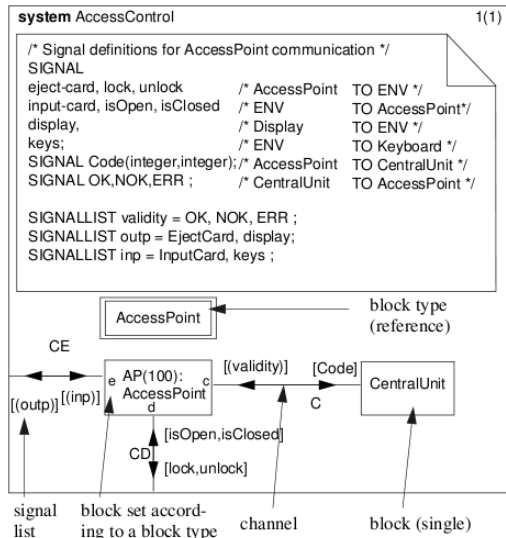 system AccessControl 1(1)
/* Signal definitions for AccessPoint communication */
SIGNAL
eject-card, lock, unlock /* AccessPoint TO ENV */
input-card, isOpen, isClosed /* ENV TO AccessPoint*/
display, /* Display TO ENV */
keys; /* ENV TO Keyboard */
SIGNAL Code(integer,integer); /* AccessPoint TO CentralUnit */
SIGNAL OK,NOK,ERR ; /* CentralUnit TO AccessPoint */
SIGNALLIST validity = OK, NOK, ERR ;
SIGNALLIST outp = EjectCard, display;
SIGNALLIST inp = InputCard, keys ;
AccessPoint
block type
(reference)
CE
[(outp)]
[(inp)]
e
AP(100):
AccessPoint
c
d
[(validity)]
[Code]
C
CentralUnit
[isOpen,isClosed]
CD
[lock,unlock]
signal
list
block set accord-
ing to a block type
channel
block (single)